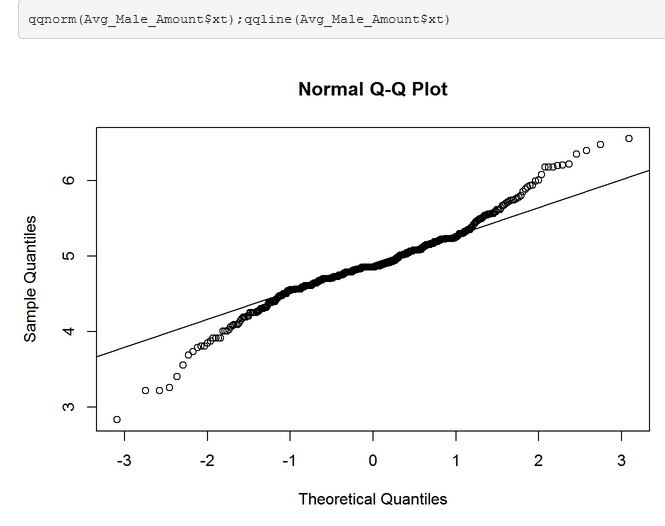 qqnorm(Avg_Male_Amount$xt);qqline(Avg_Male_Amount$xt)
Normal Q-Q Plot
Sample Quantiles
6
5
4
3
-3 -2 -1 0 1 2 3
Theoretical Quantiles